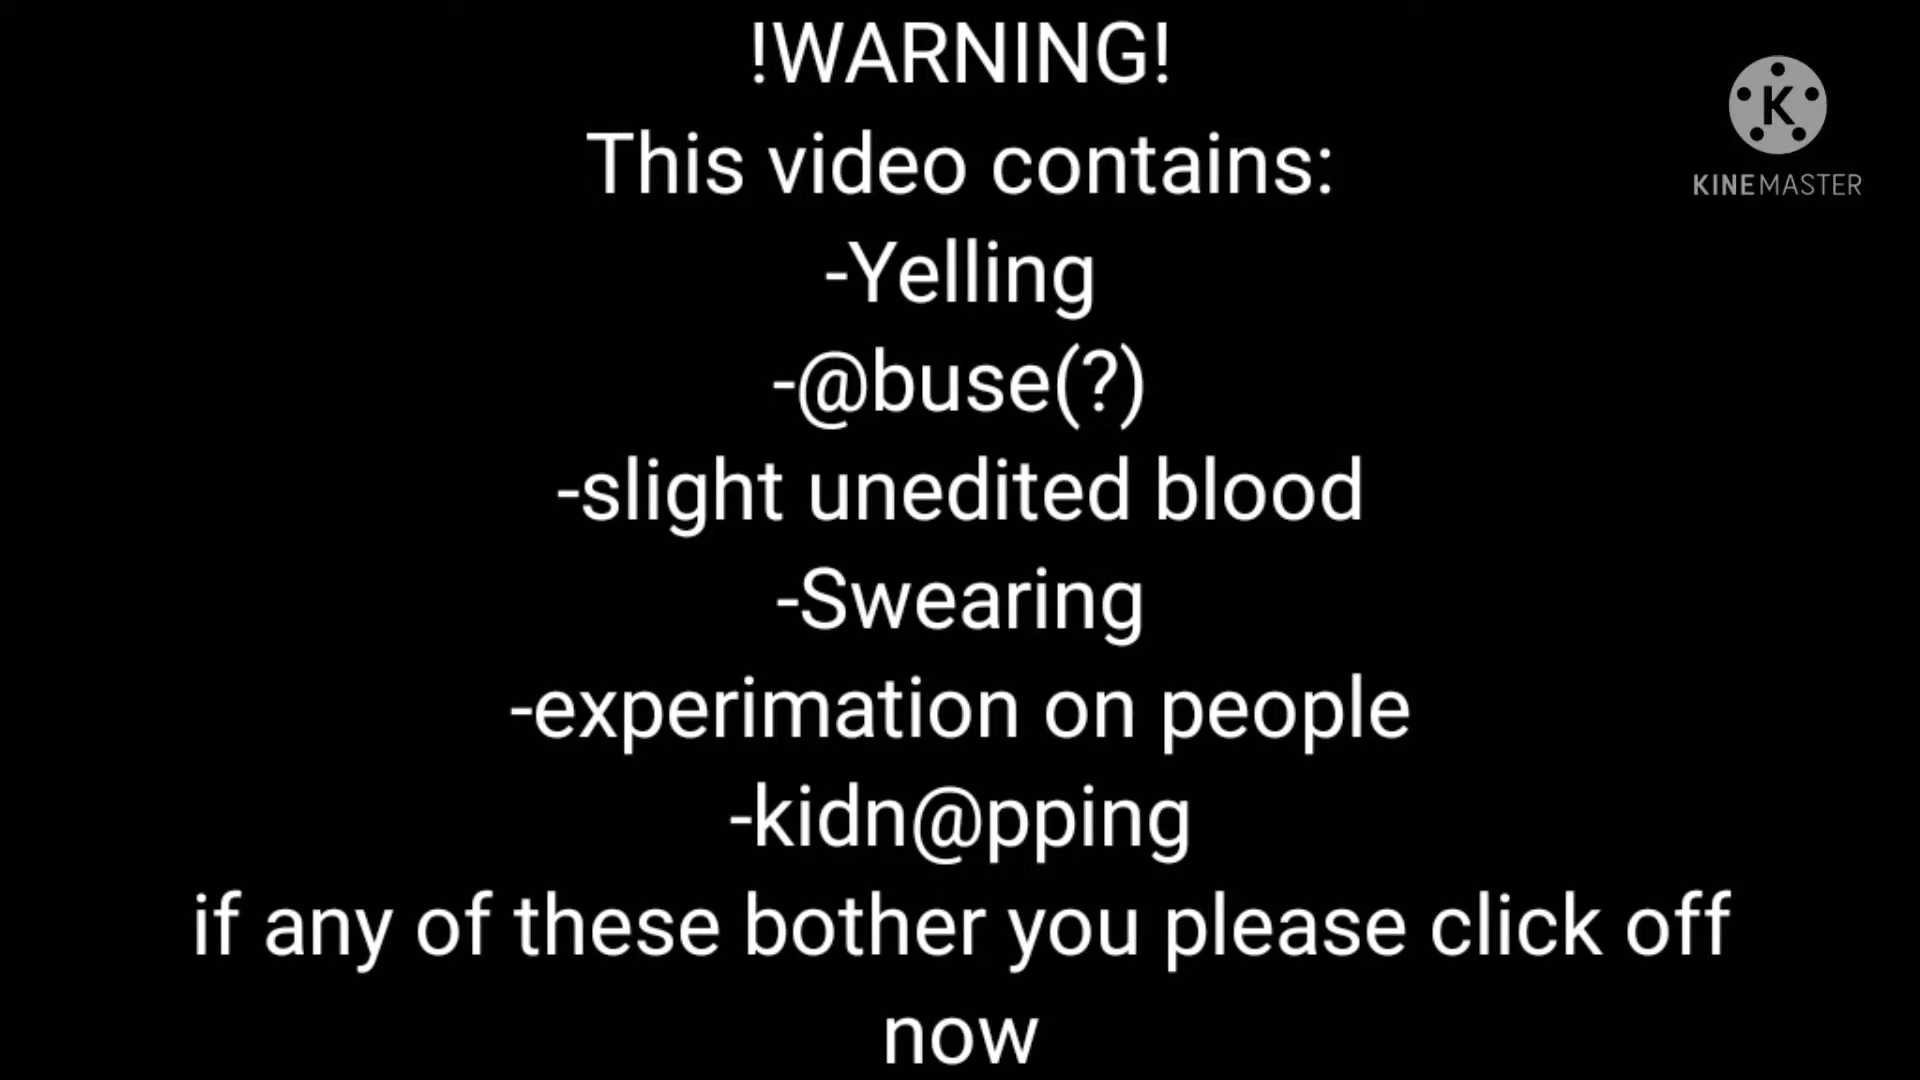 !WARNING!
This video contains:
-Yelling
-@buse(?)
-slight unedited blood
-Swearing
-experimation on people
-kidn@pping
if any of these bother you please click off
now
K
KINEMASTER